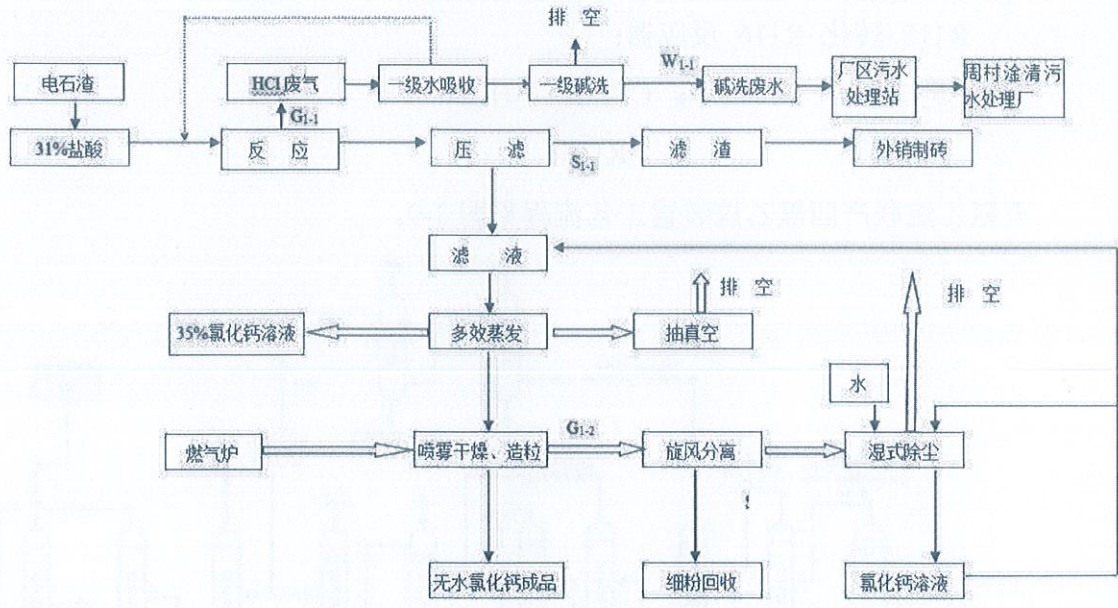 排 空
电石渣
HCl废气
一级水吸收
一级碱洗
W1-1
碱洗废水
厂区污水
处理站
周村淦清污
水处理厂
G1-1
31%盐酸
反 应
压 滤
S1-1
滤 渣
外销制砖
滤 液
排 空
排 空
35%氯化钙溶液
多效蒸发
抽真空
水
燃气炉
喷雾干燥、造粒
G1-2
旋风分离
湿式除尘
无水氯化钙成品
细粉回收
氯化钙溶液